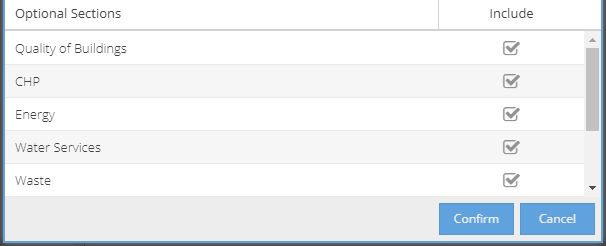 Optional Sections Include
Quality of Buildings
CHP
Energy
Water Services
Waste
Confirm Cancel